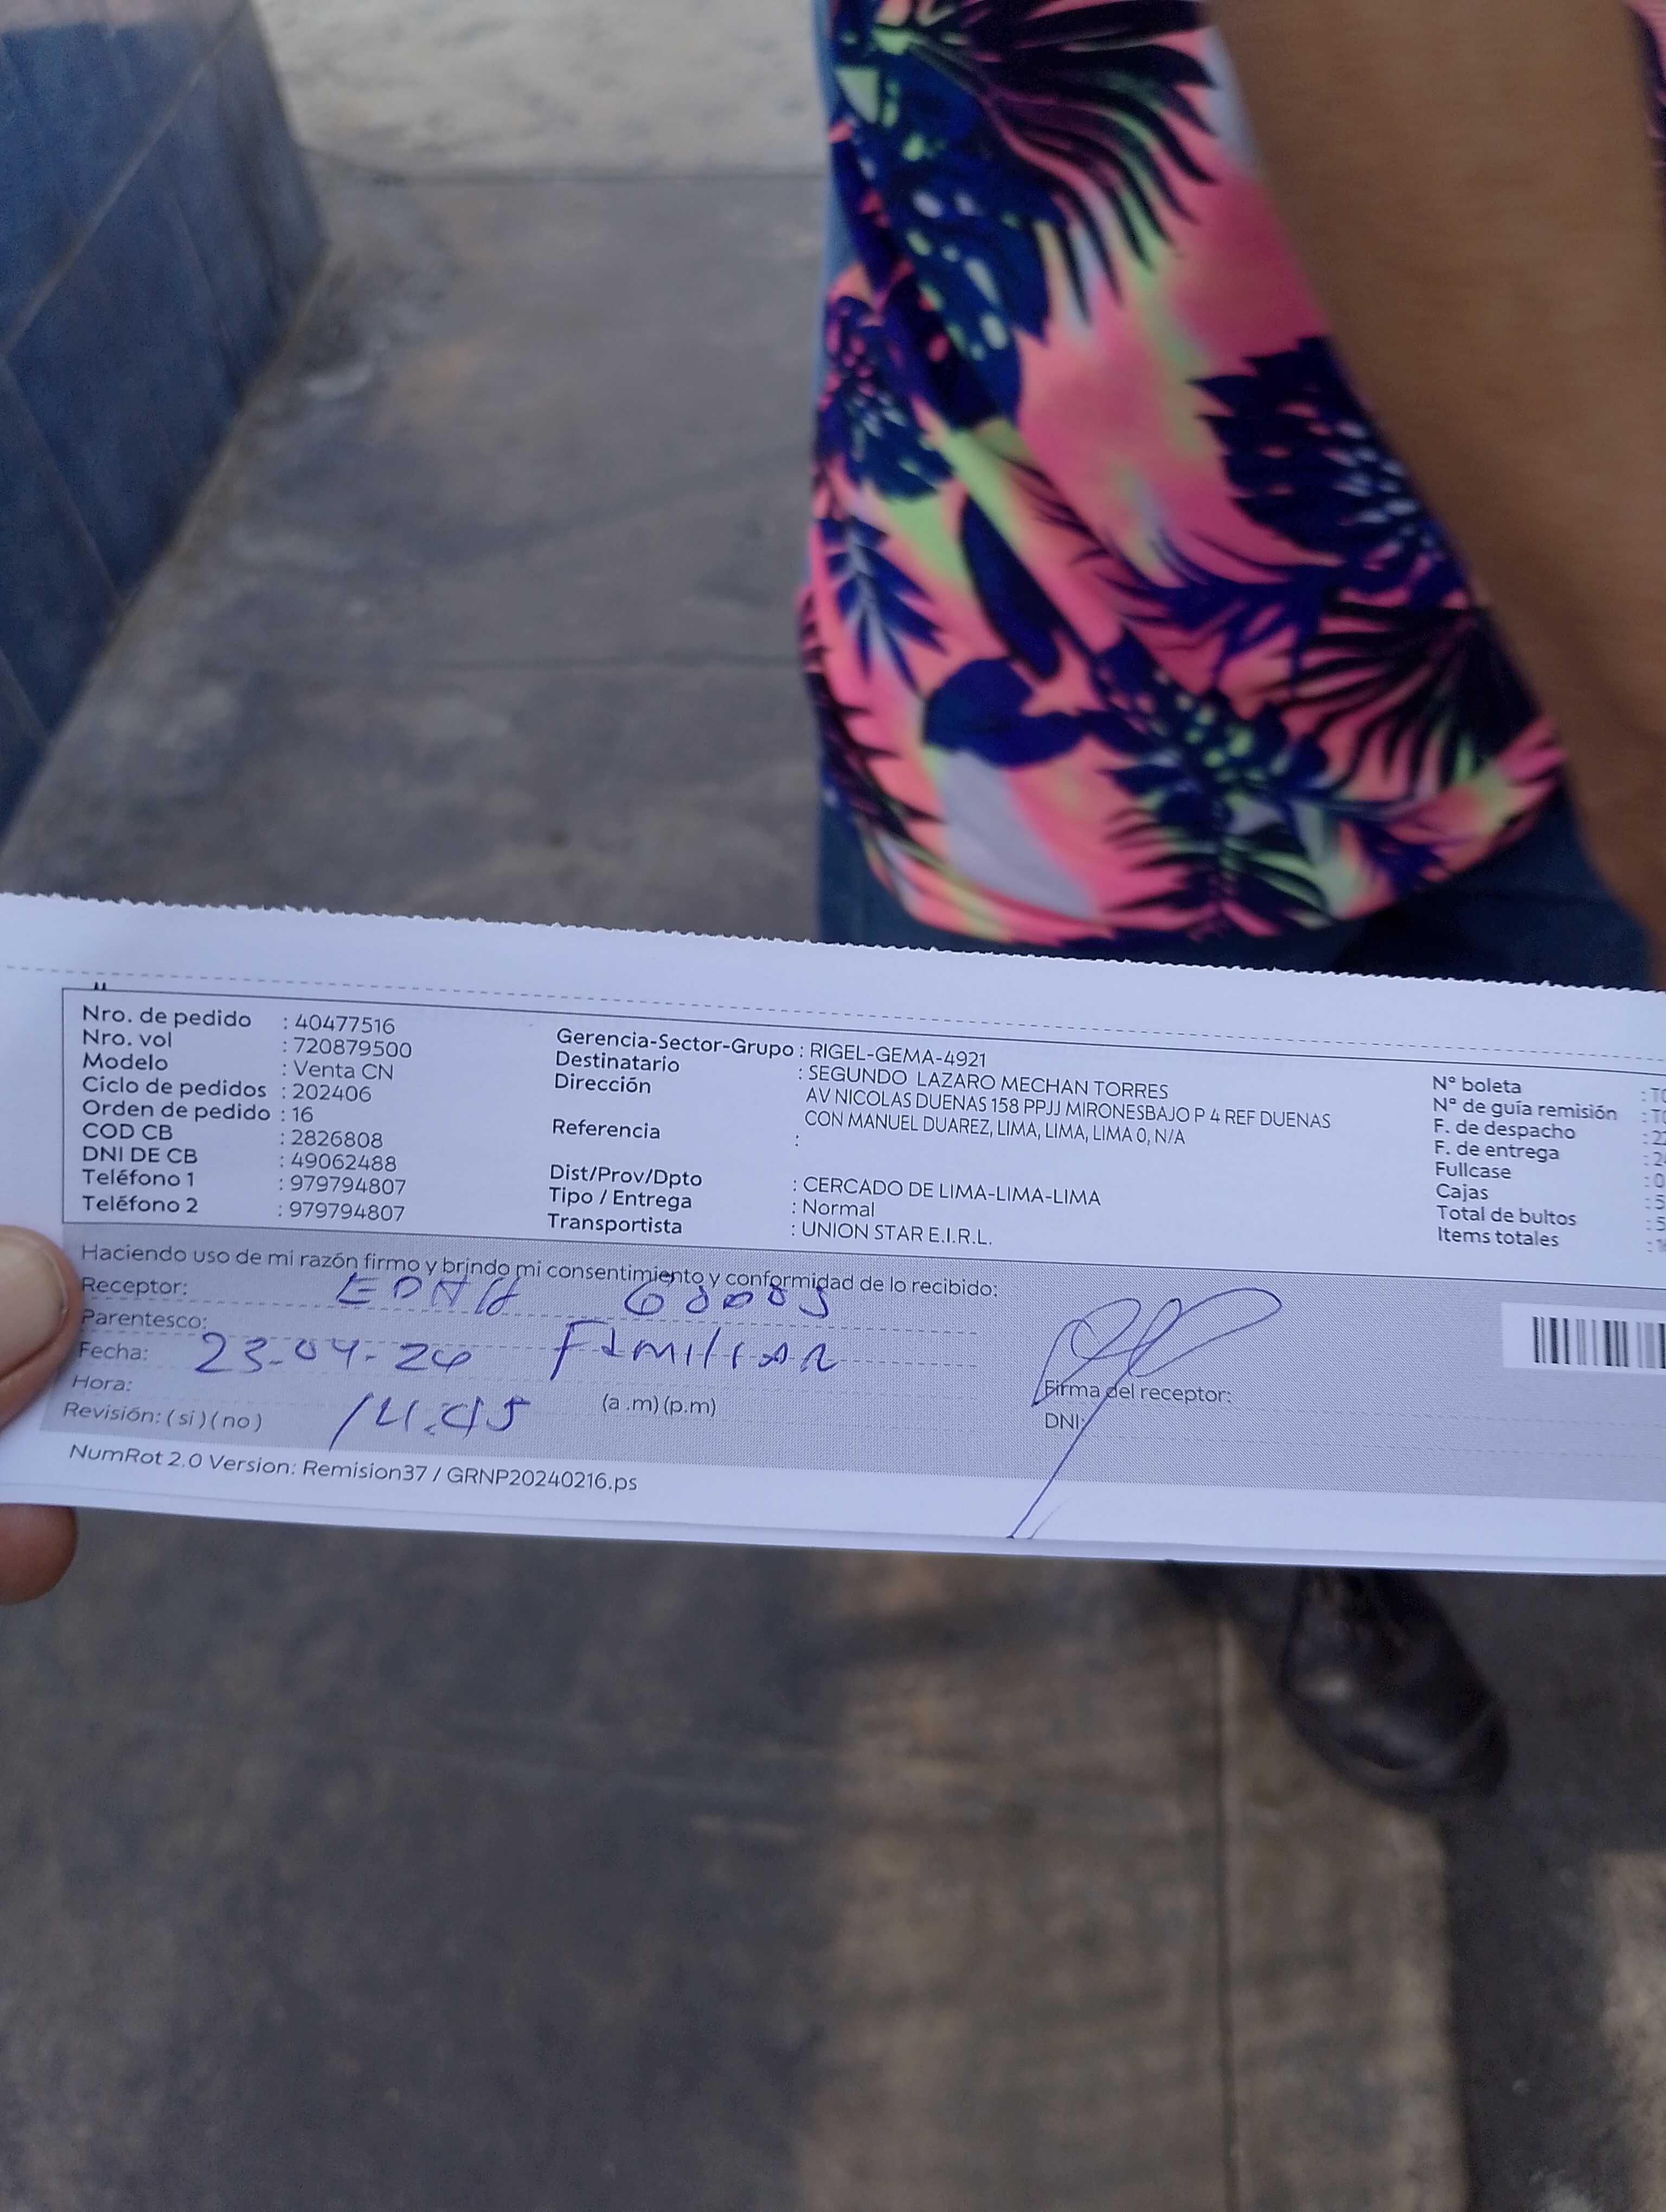 Nro. de pedido : 40477516
Nro. vol : 720879500
Modelo : Venta CN
Ciclo de pedidos : 202406
Orden de pedido : 16
COD CB : 2826808
DNI DE CB : 49062488
Teléfono 1 : 979794807
Teléfono 2 : 979794807
Gerencia-Sector-Grupo : RIGEL-GEMA-4921
Destinatario : SEGUNDO LAZARO MECHAN TORRES
Dirección AV NICOLAS DUENAS 158 PPJJ MIRONESBAJO P 4 REF DUENAS
CON MANUEL DUAREZ, LIMA, LIMA, LIMA 0, N/A
Referencia :
Dist/Prov/Dpto : CERCADO DE LIMA-LIMA-LIMA
Tipo / Entrega : Normal
Transportista : UNION STAR E.I.R.L.
N° boleta :
N° de guía remisión :
F. de despacho :
F. de entrega :
Fullcase :
Cajas :
Total de bultos :
Items totales :
Haciendo uso de mi razón firmo y brindo mi consentimiento y conformidad de lo recibido:
Receptor: EDNA
Parentesco: FAMILIAR
Fecha: 23-04-24
Hora: 14:45 (a .m) (p.m)
Revisión: ( si ) ( no )
Firma del receptor:
DNI:
NumRot 2.0 Version: Remision37 / GRNP20240216.ps